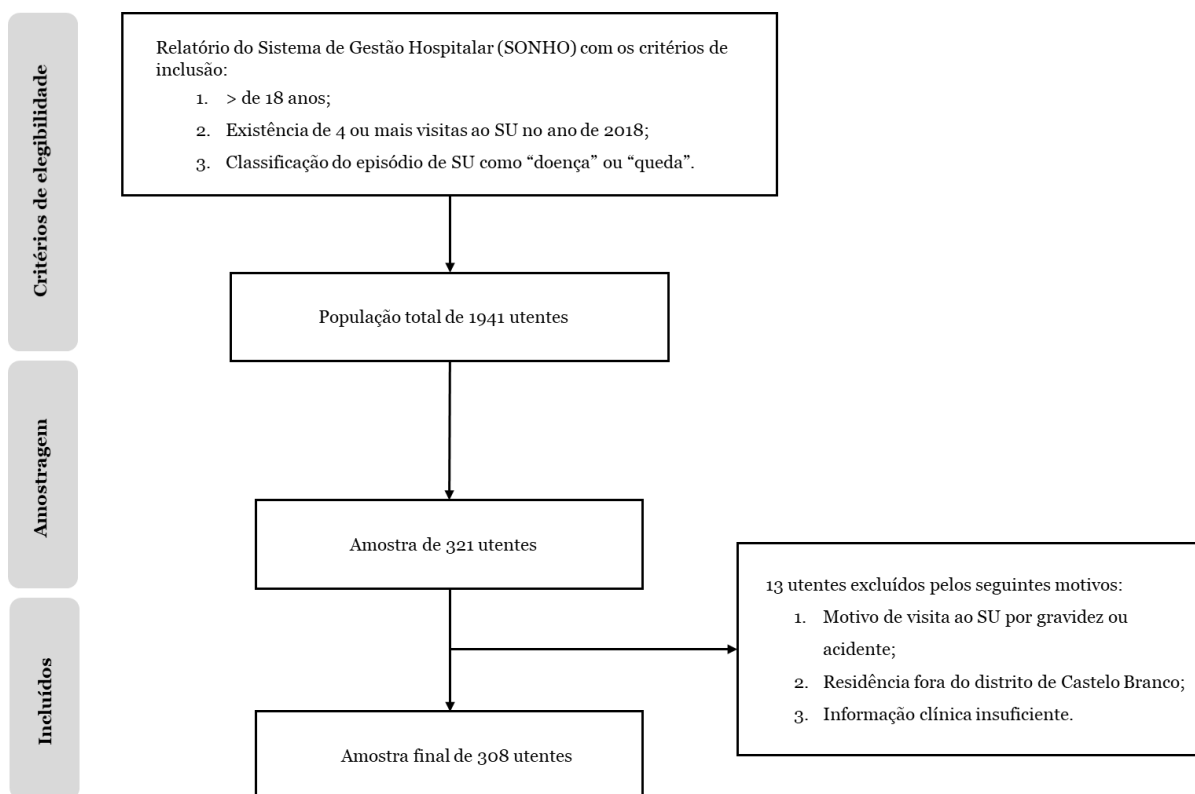 Critérios de elegibilidade
Relatório do Sistema de Gestão Hospitalar (SONHO) com os critérios de
inclusão:
1. > de 18 anos;
2. Existência de 4 ou mais visitas ao SU no ano de 2018;
3. Classificação do episódio de SU como “doença” ou “queda”.
População total de 1941 utentes
Amostragem
Amostra de 321 utentes
13 utentes excluídos pelos seguintes motivos:
1. Motivo de visita ao SU por gravidez ou
acidente;
2. Residência fora do distrito de Castelo Branco;
3. Informação clínica insuficiente.
Incluídos
Amostra final de 308 utentes